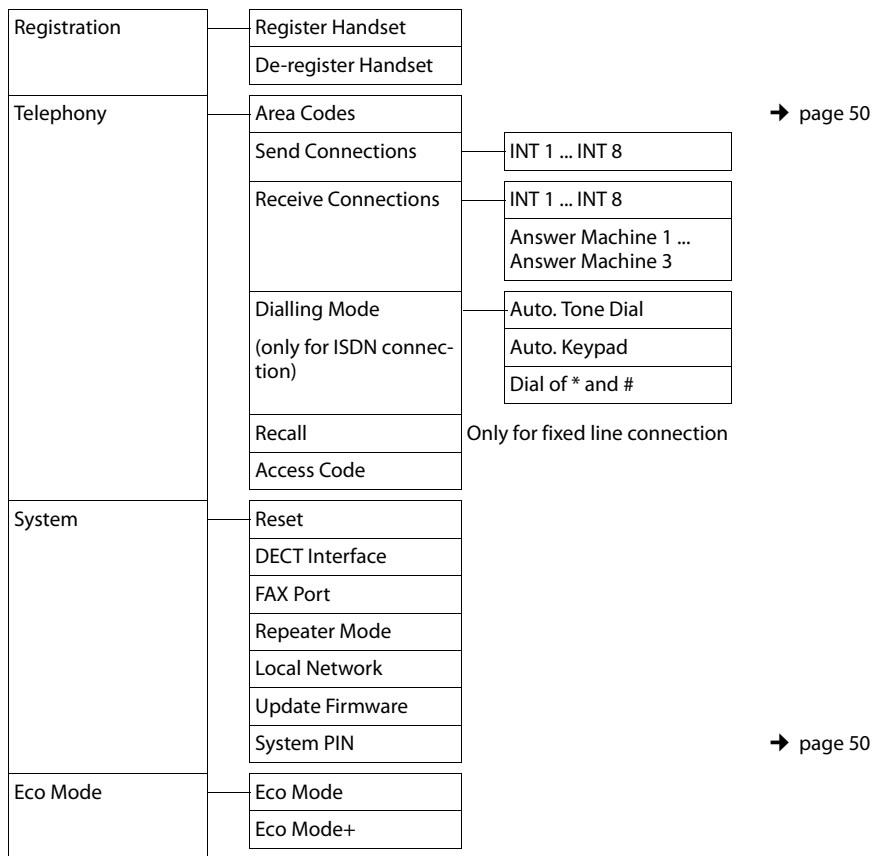 Registration
Register Handset
De-register Handset
Telephony
Area Codes
➜ page 50
Send Connections
INT 1 ... INT 8
Receive Connections
INT 1 ... INT 8
Answer Machine 1 ...
Answer Machine 3
Dialling Mode
(only for ISDN connec-
tion)
Auto. Tone Dial
Auto. Keypad
Dial of * and #
Recall
Only for fixed line connection
Access Code
System
Reset
DECT Interface
FAX Port
Repeater Mode
Local Network
Update Firmware
System PIN
➜ page 50
Eco Mode
Eco Mode
Eco Mode+